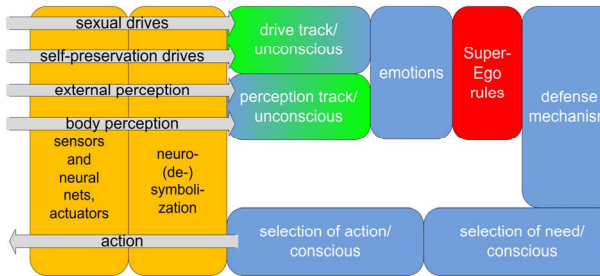 sexual drives
self-preservation drives
external perception
body perception
sensors
and
neural
nets,
actuators
neuro-
(de-)
symboli-
zation
drive track/
unconscious
perception track/
unconscious
emotions
Super-
Ego
rules
defense
mechanism
selection of need/
conscious
selection of action/
conscious
action